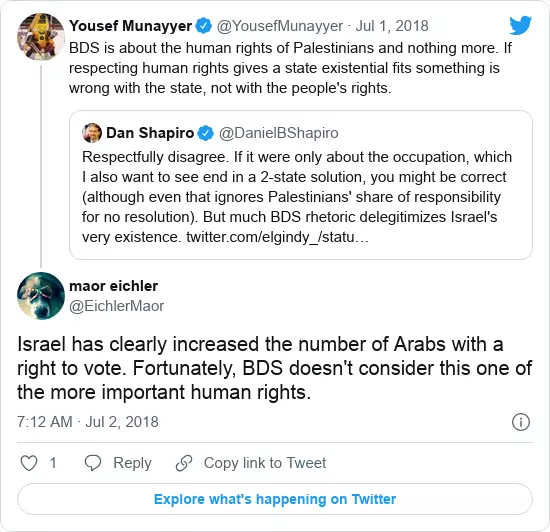 Yousef Munayyer @YousefMunayyer · Jul 1, 2018
BDS is about the human rights of Palestinians and nothing more. If
respecting human rights gives a state existential fits something is
wrong with the state, not with the people's rights.
Dan Shapiro @DanielBShapiro
Respectfully disagree. If it were only about the occupation, which
I also want to see end in a 2-state solution, you might be correct
(although even that ignores Palestinians' share of responsibility
for no resolution). But much BDS rhetoric delegitimizes Israel's
very existence. twitter.com/elgindy_/statu…
maor eichler
@EichlerMaor
Israel has clearly increased the number of Arabs with a
right to vote. Fortunately, BDS doesn't consider this one of
the more important human rights.
7:12 AM · Jul 2, 2018
1 Reply Copy link to Tweet
Explore what's happening on Twitter